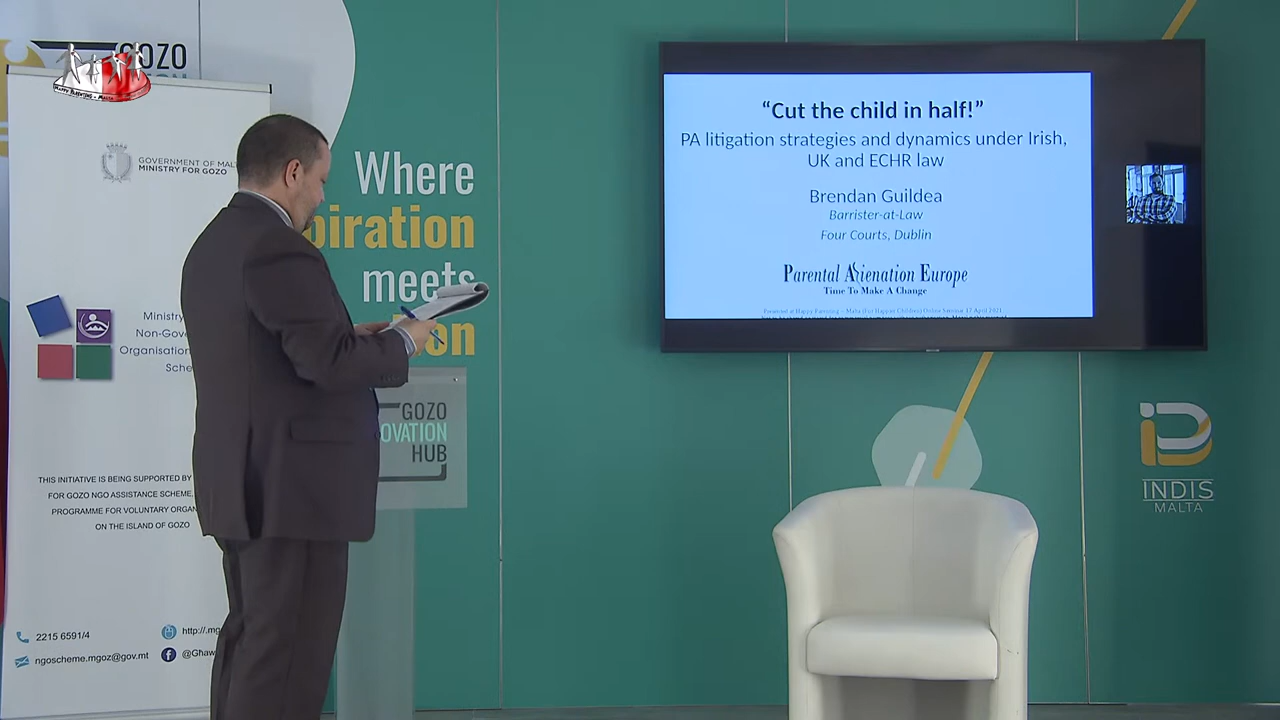 GOZO
HAPPY PARENTING - MALTA
GOVERNMENT OF MAL
MINISTRY FOR GOZO
Where
piration
meets
Ministry
Non-Gove
Organisation
Sche
GOZO
OVATION
HUB
THIS INITIATIVE IS BEING SUPPORTED BY
FOR GOZO NGO ASSISTANCE SCHEME,
PROGRAMME FOR VOLUNTARY ORGAN
ON THE ISLAND OF GOZO
2215 6591/4
http://.mg
ngoscheme.mgoz@gov.mt
@Għaw
“Cut the child in half!”
PA litigation strategies and dynamics under Irish,
UK and ECHR law
Brendan Guildea
Barrister-at-Law
Four Courts, Dublin
Parental Alienation Europe
Time To Make A Change
INDIS
MALTA